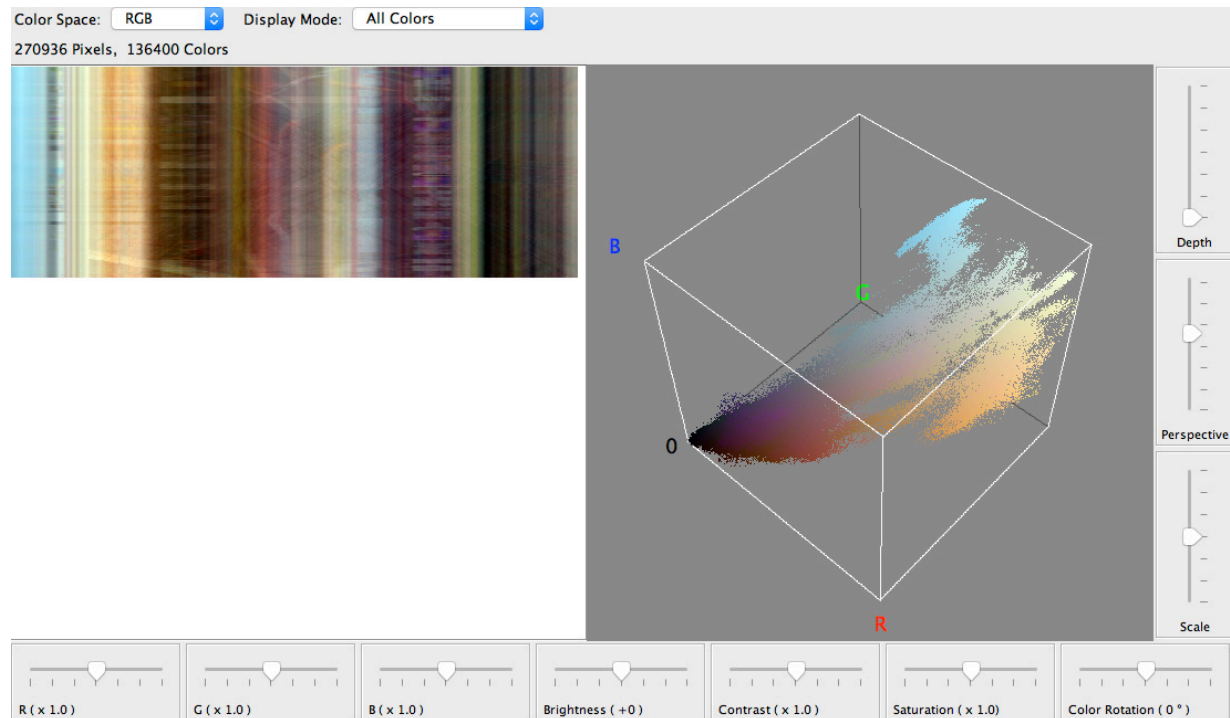 Color Space: RGB Display Mode: All Colors
270936 Pixels, 136400 Colors
B
G
0
R
Depth
Perspective
Scale
R ( x 1.0 ) G ( x 1.0 ) B ( x 1.0 ) Brightness ( +0 ) Contrast ( x 1.0 ) Saturation ( x 1.0) Color Rotation ( 0 ° )